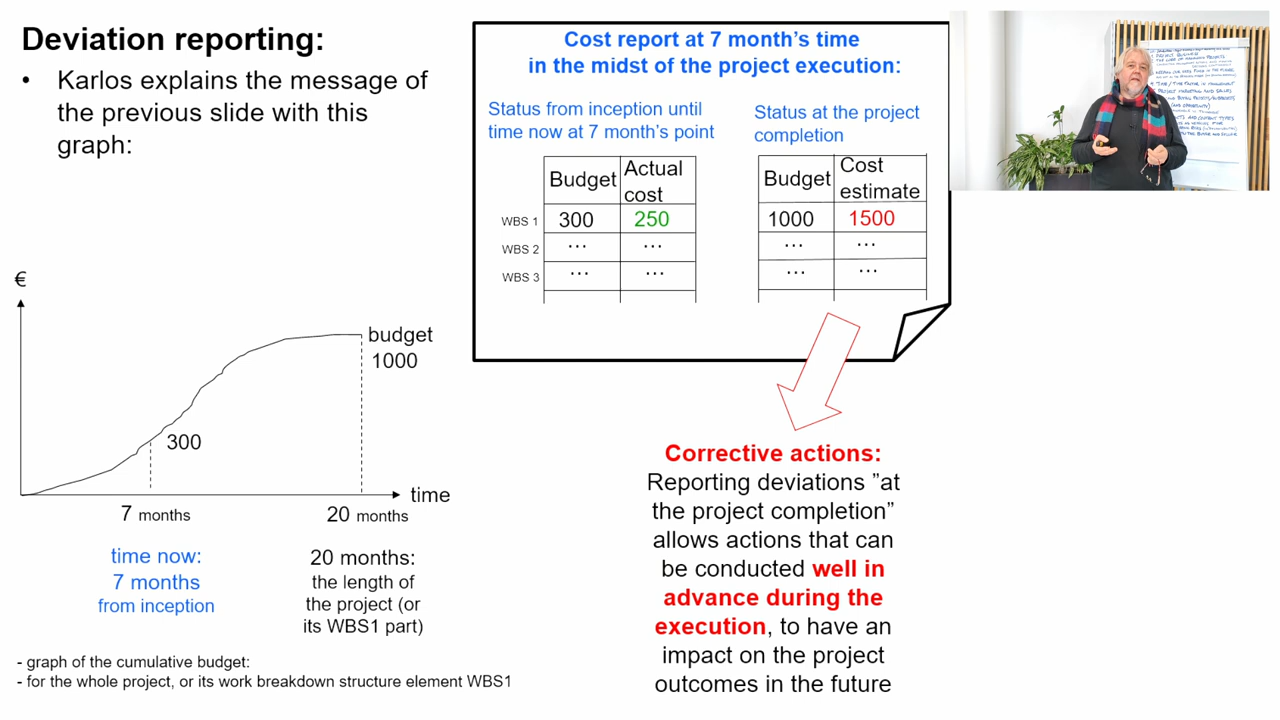 Deviation reporting:
• Karlos explains the message of
the previous slide with this
graph:
€
budget
1000
300
time
7 months
20 months
time now:
7 months
from inception
20 months:
the length of
the project (or
its WBS1 part)
- graph of the cumulative budget:
- for the whole project, or its work breakdown structure element WBS1
Cost report at 7 month's time
in the midst of the project execution:
Status from inception until
time now at 7 month's point
Budget Actual
cost
WBS 1 300 250
WBS 2 ... ...
WBS 3 ... ...
Status at the project
completion
Budget Cost
estimate
1000 1500
... ...
... ...
Corrective actions:
Reporting deviations ”at
the project completion”
allows actions that can
be conducted well in
advance during the
execution, to have an
impact on the project
outcomes in the future